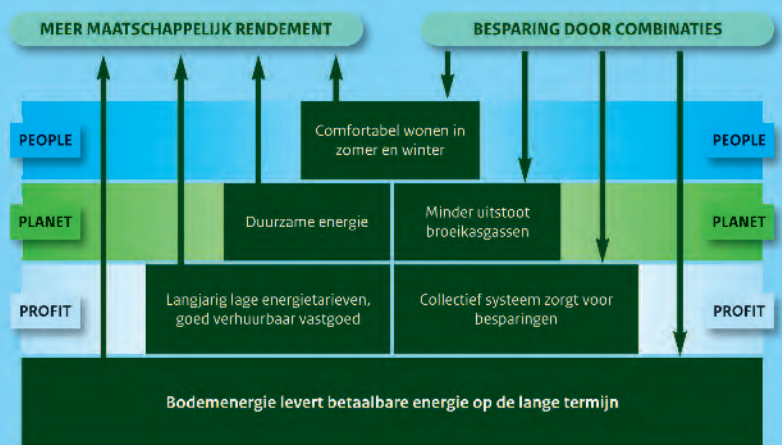 MEER MAATSCHAPPELIJK RENDEMENT
BESPARING DOOR COMBINATIES
PEOPLE
Comfortabel wonen in
zomer en winter
PEOPLE
PLANET
Duurzame energie
Minder uitstoot
broeikasgassen
PLANET
PROFIT
Langjarig lage energietarieven,
goed verhuurbaar vastgoed
Collectief systeem zorgt voor
besparingen
PROFIT
Bodemenergie levert betaalbare energie op de lange termijn